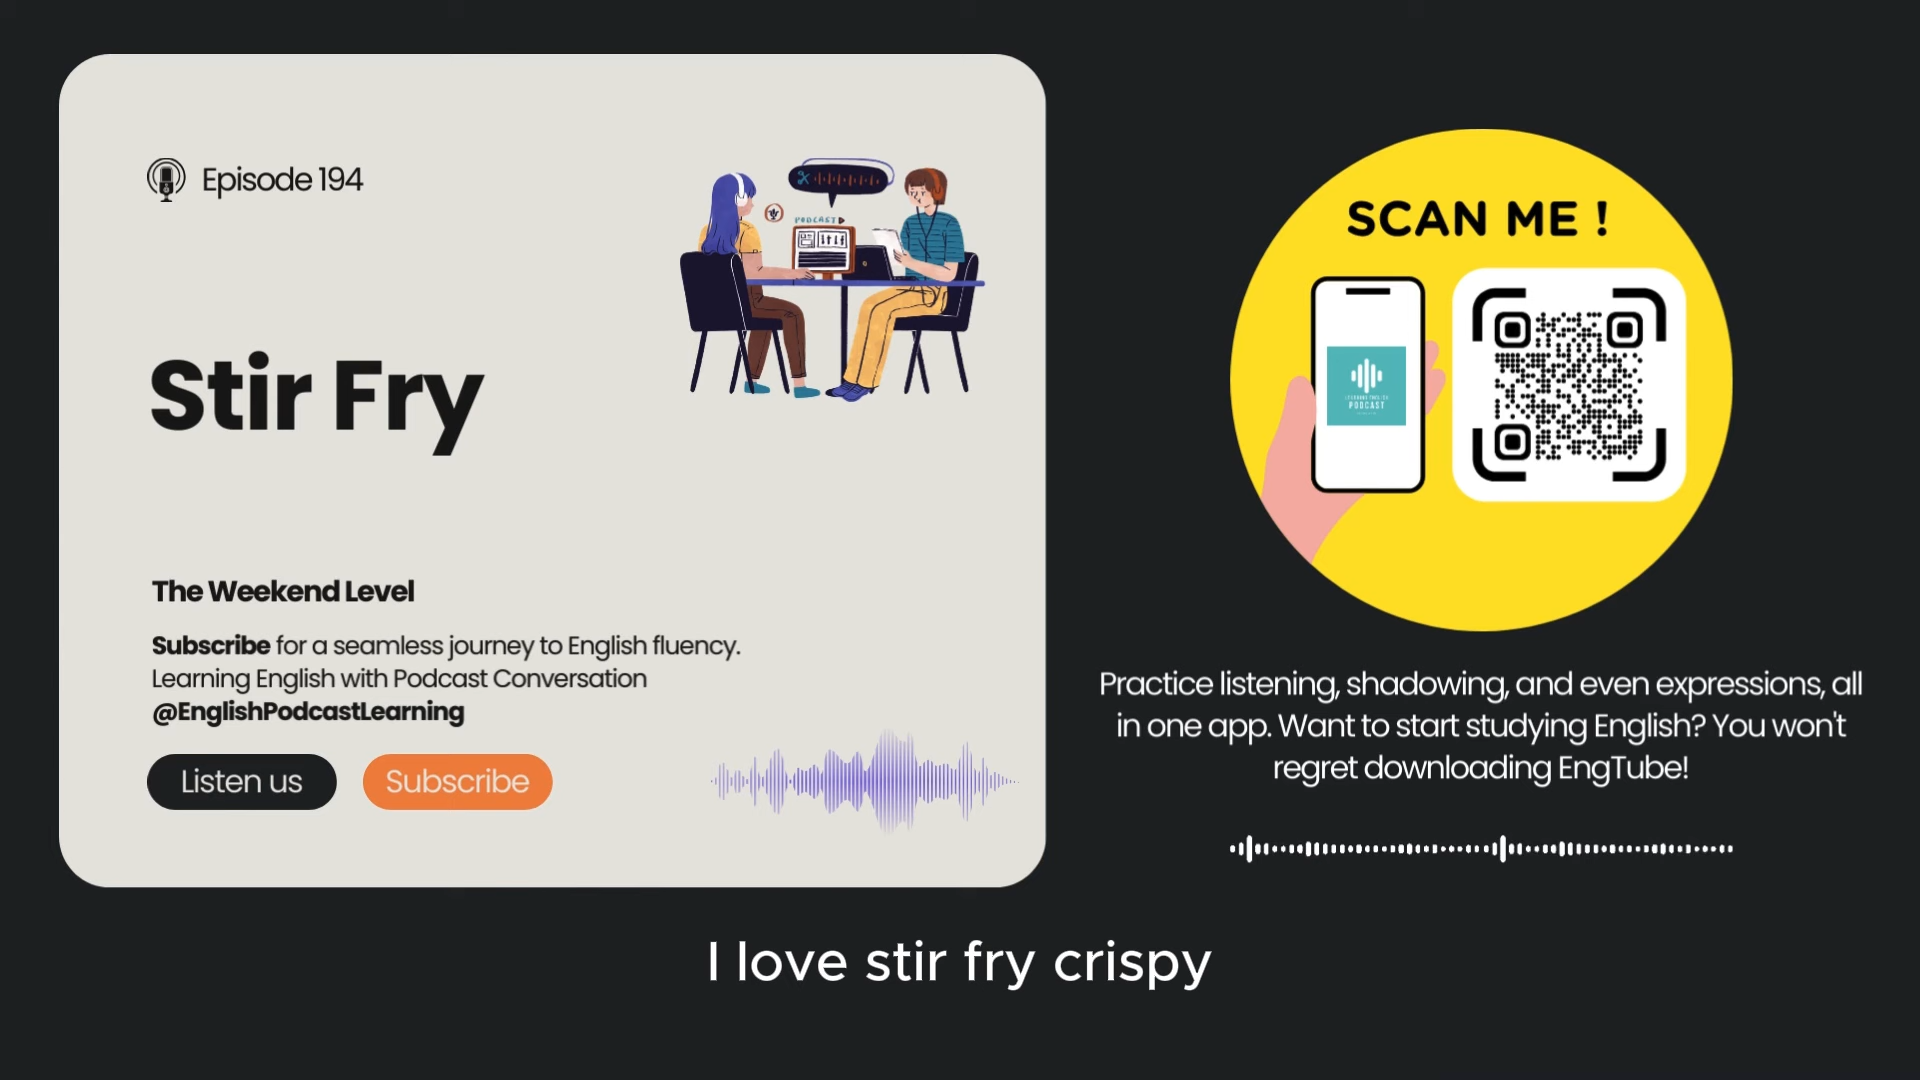 Episode 194
PODCAST
Stir Fry
The Weekend Level
Subscribe for a seamless journey to English fluency.
Learning English with Podcast Conversation
@EnglishPodcastLearning
Listen us
Subscribe
SCAN ME !
PODCAST
Practice listening, shadowing, and even expressions, all
in one app. Want to start studying English? You won't
regret downloading EngTube!
I love stir fry crispy